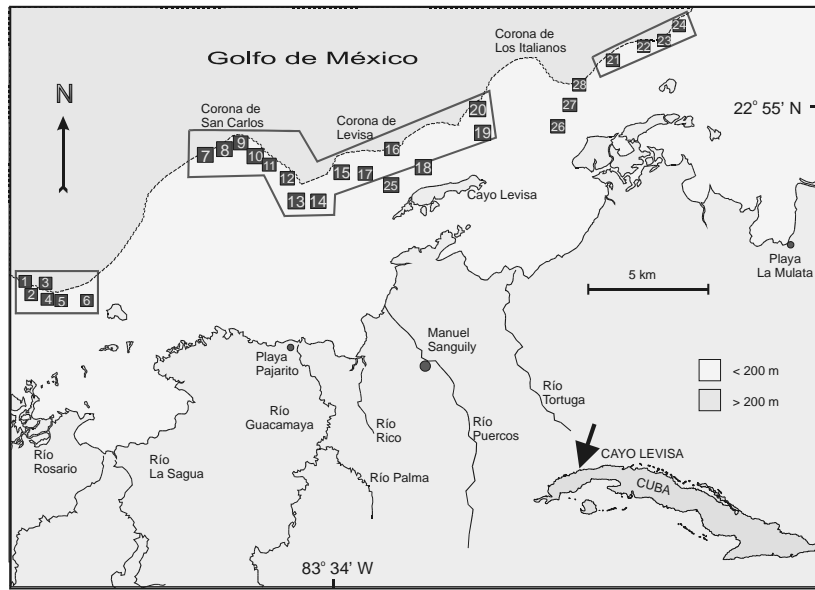 Golfo de México
Corona de
Los Italianos
24
23
22
21
28
N
Corona de
San Carlos
Corona de
Levisa
20
27
22° 55’ N
26
19
9
8
7
10
11
12
16
15
17
18
25
13
14
Cayo Levisa
Playa
La Mulata
1
3
2
4
5
6
5 km
Manuel
Sanguily
Playa
Pajarito
< 200 m
> 200 m
Río
Tortuga
Río
Guacamaya
Río
Rico
Río
Puercos
Río
Rosario
Río
La Sagua
Río Palma
CAYO LEVISA
CUBA
83° 34’ W